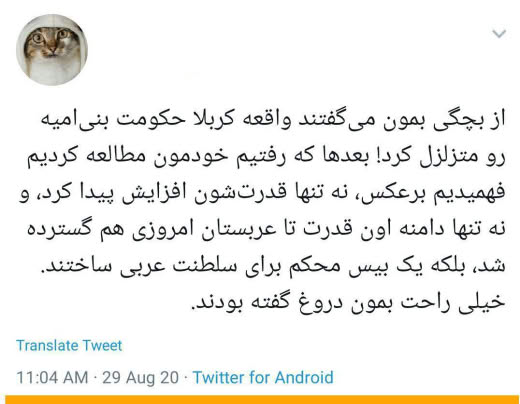 از بچگی بمون می‌گفتند واقعه کربلا حکومت بنی‌امیه
رو متزلزل کرد! بعدها که رفتیم خودمون مطالعه کردیم
فهمیدیم برعکس، نه تنها قدرت‌شون افزایش پیدا کرد، و
نه تنها دامنه اون قدرت تا عربستان امروزی هم گسترده
شد، بلکه یک بیس محکم برای سلطنت عربی ساختند.
خیلی راحت بمون دروغ گفته بودند.
Translate Tweet
11:04 AM · 29 Aug 20 · Twitter for Android